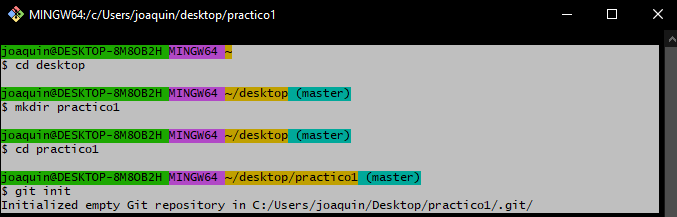 MINGW64:/c/Users/joaquin/desktop/practico1
joaquin@DESKTOP-8M8OB2H MINGW64 ~
$ cd desktop
joaquin@DESKTOP-8M8OB2H MINGW64 ~/desktop (master)
$ mkdir practico1
joaquin@DESKTOP-8M8OB2H MINGW64 ~/desktop (master)
$ cd practico1
joaquin@DESKTOP-8M8OB2H MINGW64 ~/desktop/practico1 (master)
$ git init
Initialized empty Git repository in C:/Users/joaquin/Desktop/practico1/.git/